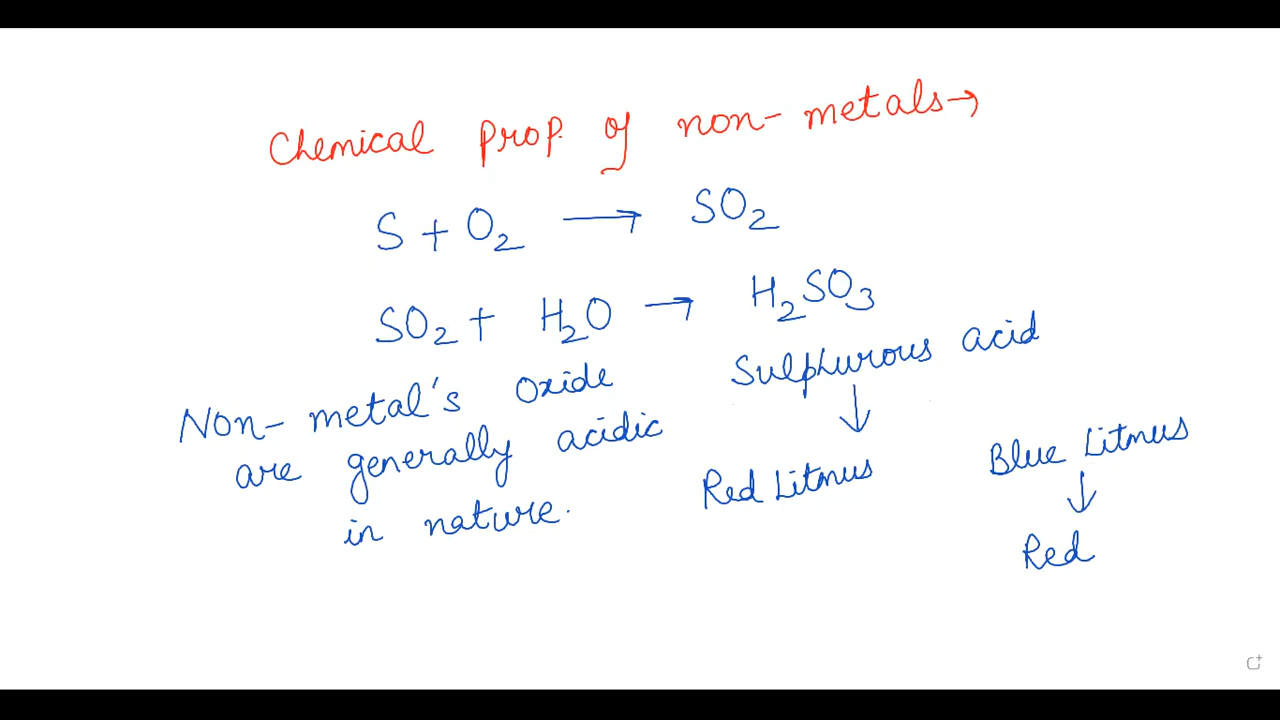 Chemical prop. of non-metals→
S + O₂ → SO₂
SO₂ + H₂O → H₂SO₃
Sulphurous acid
↓
Non-metal's Oxide
are generally acidic
in nature.
Red Litmus
Blue Litmus
↓
Red